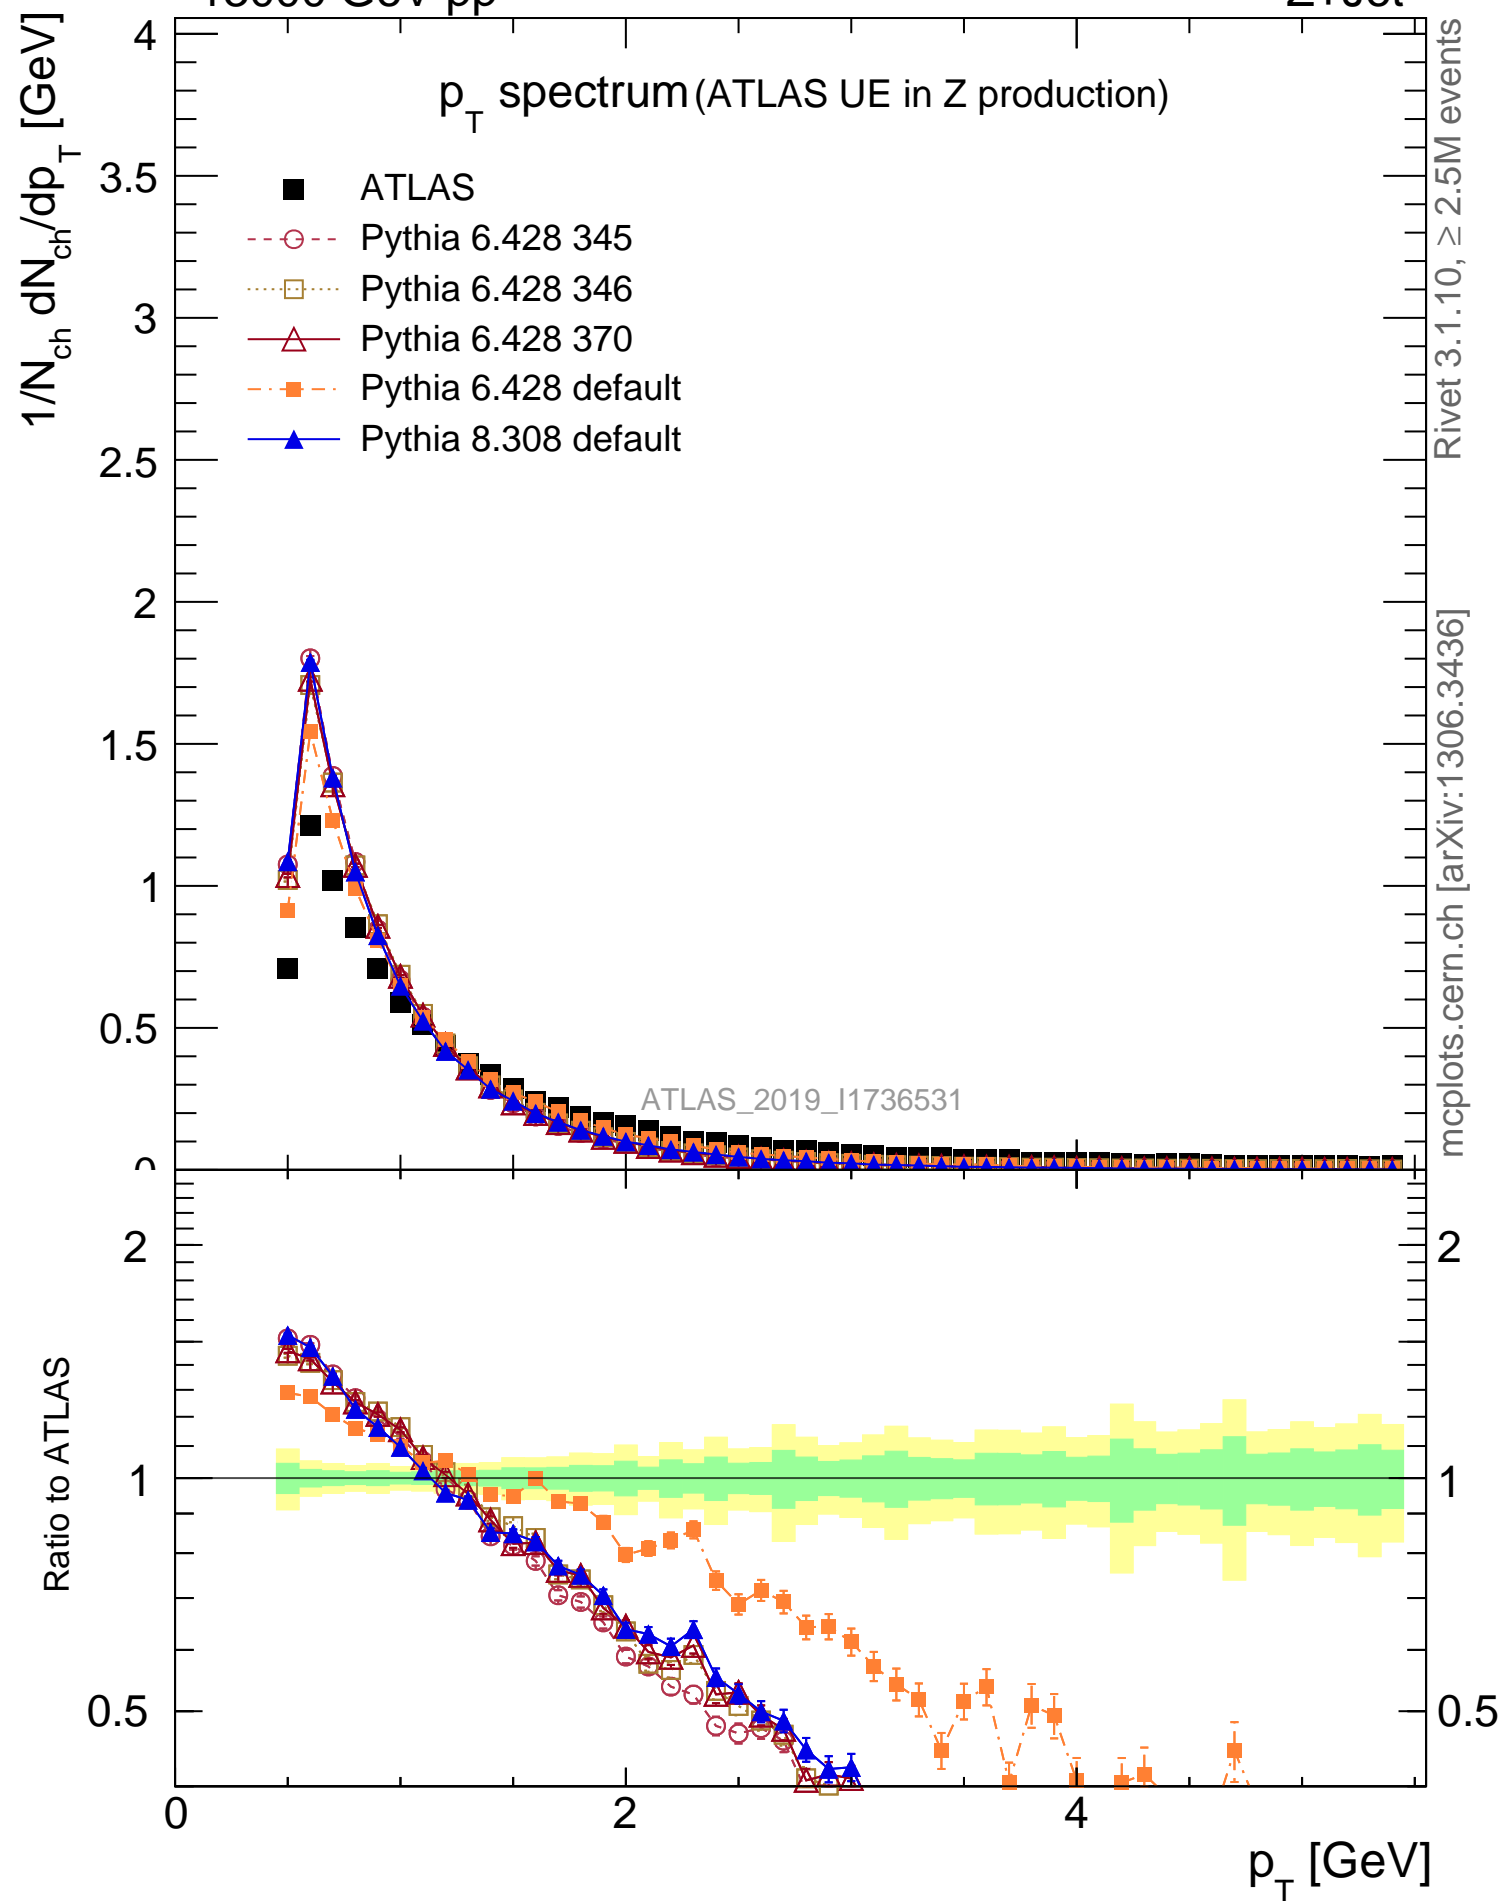 p_T spectrum (ATLAS UE in Z production)
1/N_ch dN_ch/dp_T [GeV]
ATLAS
Pythia 6.428 345
Pythia 6.428 346
Pythia 6.428 370
Pythia 6.428 default
Pythia 8.308 default
4
3.5
3
2.5
2
1.5
1
0.5
0
ATLAS_2019_I1736531
Rivet 3.1.10, ≥ 2.5M events
mcplots.cern.ch [arXiv:1306.3436]
Ratio to ATLAS
2
1
0.5
2
1
0.5
0
2
4
p_T [GeV]